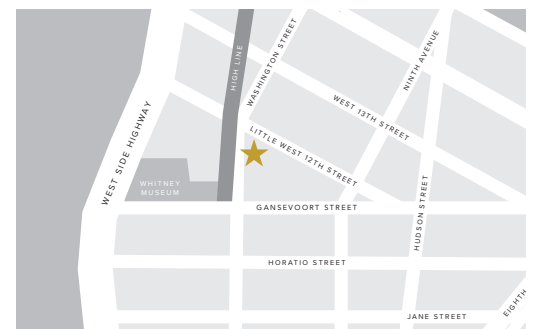 HIGH LINE
WASHINGTON STREET
NINTH AVENUE
WEST 13TH STREET
WEST SIDE HIGHWAY
LITTLE WEST 12TH STREET
WHITNEY
MUSEUM
GANSEVOORT STREET
HUDSON STREET
HORATIO STREET
EIGHTH
JANE STREET